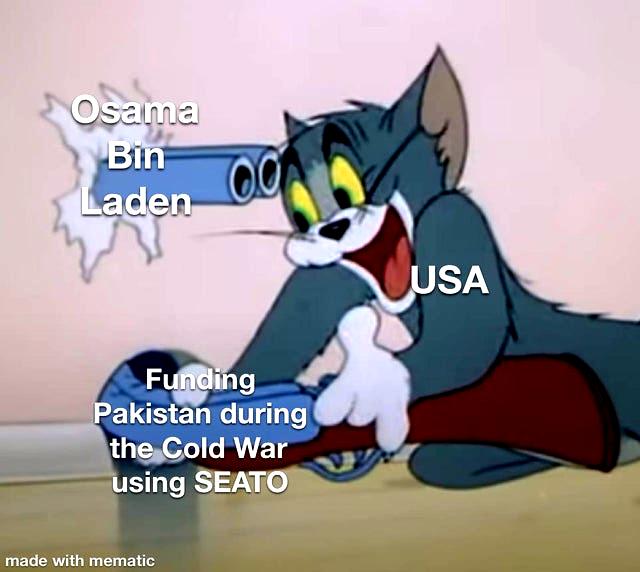 Osama
Bin
Laden
USA
Funding
Pakistan during
the Cold War
using SEATO
made with mematic